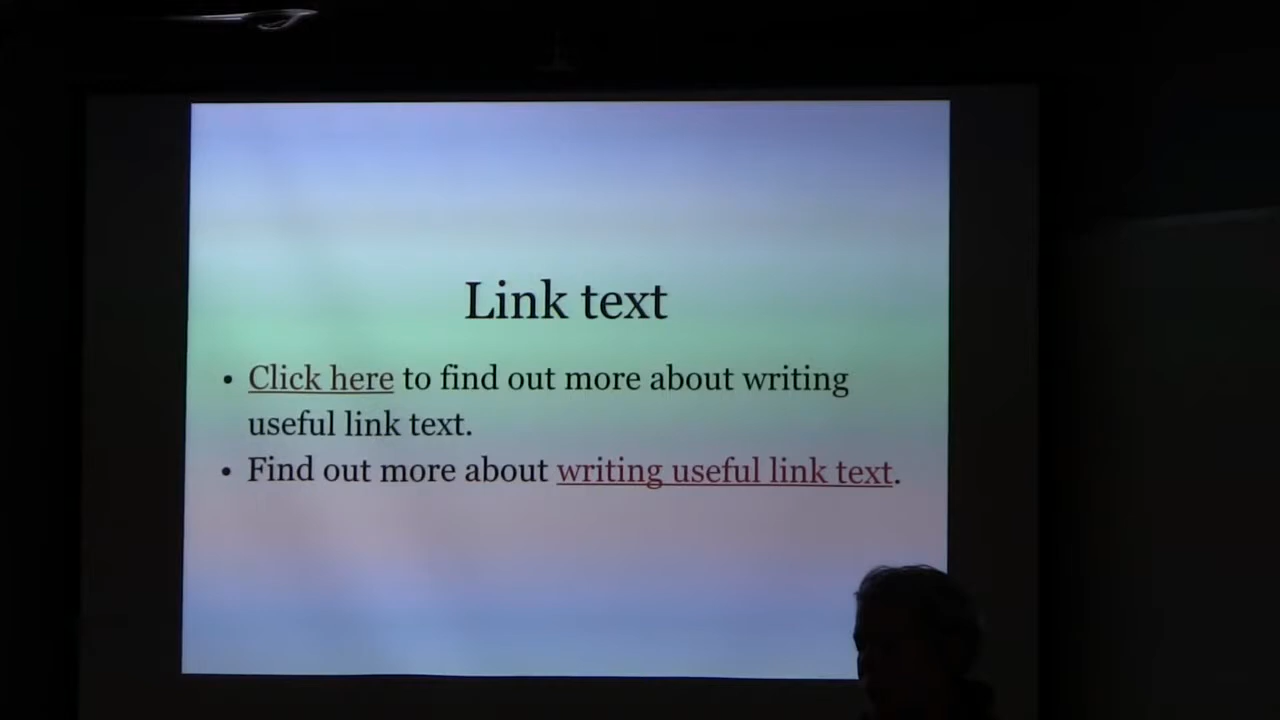 Link text
• Click here to find out more about writing
useful link text.
• Find out more about writing useful link text.